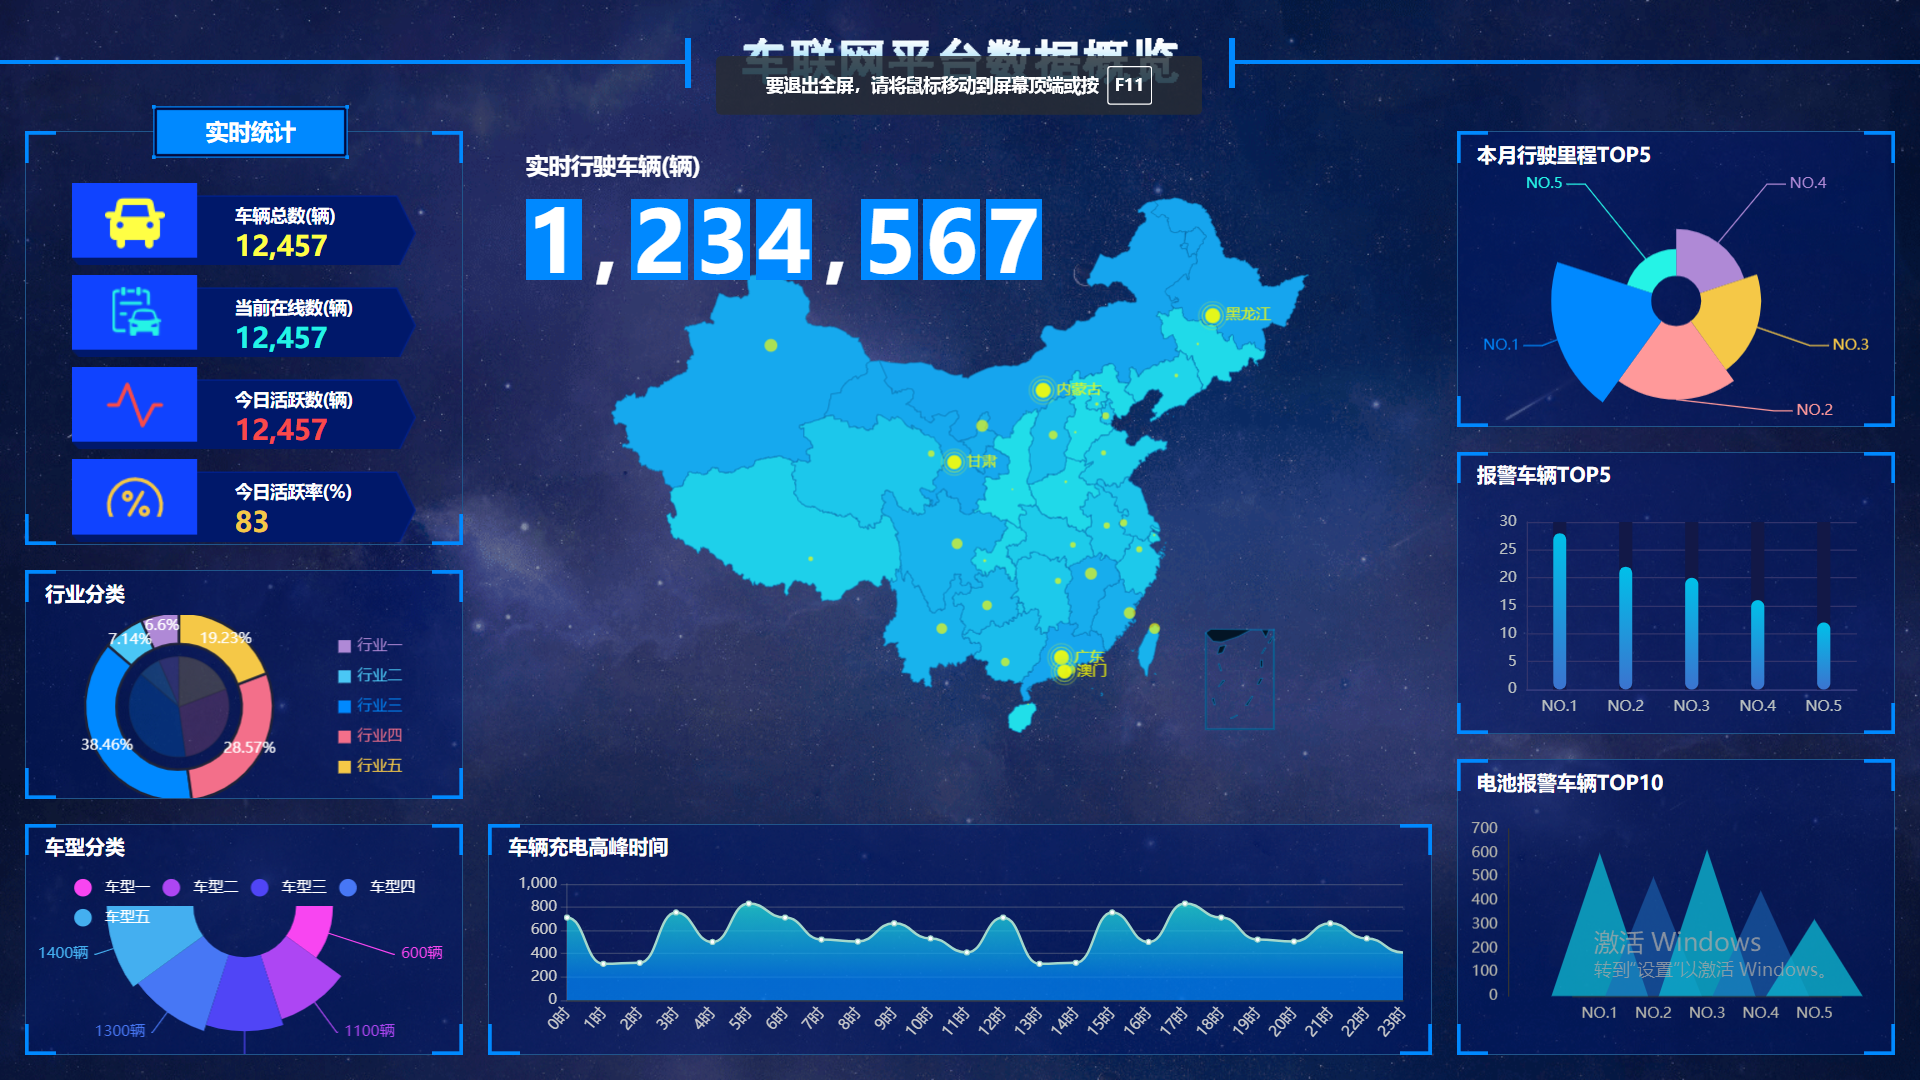 车联网平台数据概览
要退出全屏，请将鼠标移动到屏幕顶端或按 F11
实时统计
车辆总数(辆)
12,457
当前在线数(辆)
12,457
今日活跃数(辆)
12,457
今日活跃率(%)
83
行业分类
6.6%
7.14%
19.23%
38.46%
28.57%
行业一
行业二
行业三
行业四
行业五
车型分类
车型一 车型二 车型三 车型四
车型五
1400辆
600辆
1300辆
1100辆
实时行驶车辆(辆)
1,234,567
黑龙江
内蒙古
甘肃
广东
澳门
车辆充电高峰时间
1,000
800
600
400
200
0
0时 1时 2时 3时 4时 5时 6时 7时 8时 9时 10时 11时 12时 13时 14时 15时 16时 17时 18时 19时 20时 21时 22时 23时
本月行驶里程TOP5
NO.5
NO.4
NO.1
NO.3
NO.2
报警车辆TOP5
30
25
20
15
10
5
0
NO.1 NO.2 NO.3 NO.4 NO.5
电池报警车辆TOP10
700
600
500
400
300
200
100
0
NO.1 NO.2 NO.3 NO.4 NO.5
激活 Windows
转到"设置"以激活 Windows。